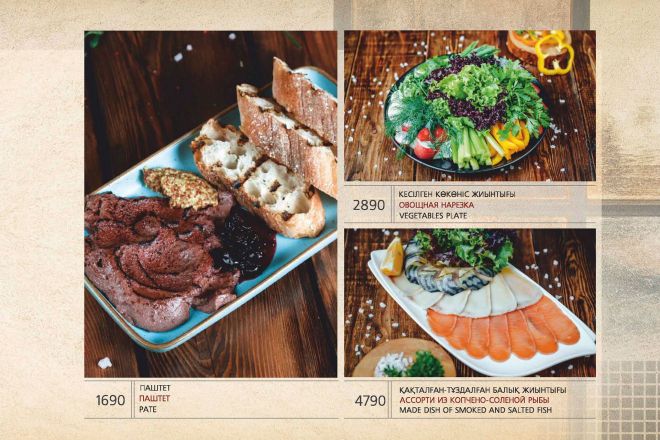 2890
КЕСІЛГЕН КӨКӨНІС ЖИЫНТЫҒЫ
ОВОЩНАЯ НАРЕЗКА
VEGETABLES PLATE
1690
ПАШТЕТ
ПАШТЕТ
PATE
4790
ҚАҚТАЛҒАН-ТҰЗДАЛҒАН БАЛЫҚ ЖИЫНТЫҒЫ
АССОРТИ ИЗ КОПЧЕНО-СОЛЕНОЙ РЫБЫ
MADE DISH OF SMOKED AND SALTED FISH